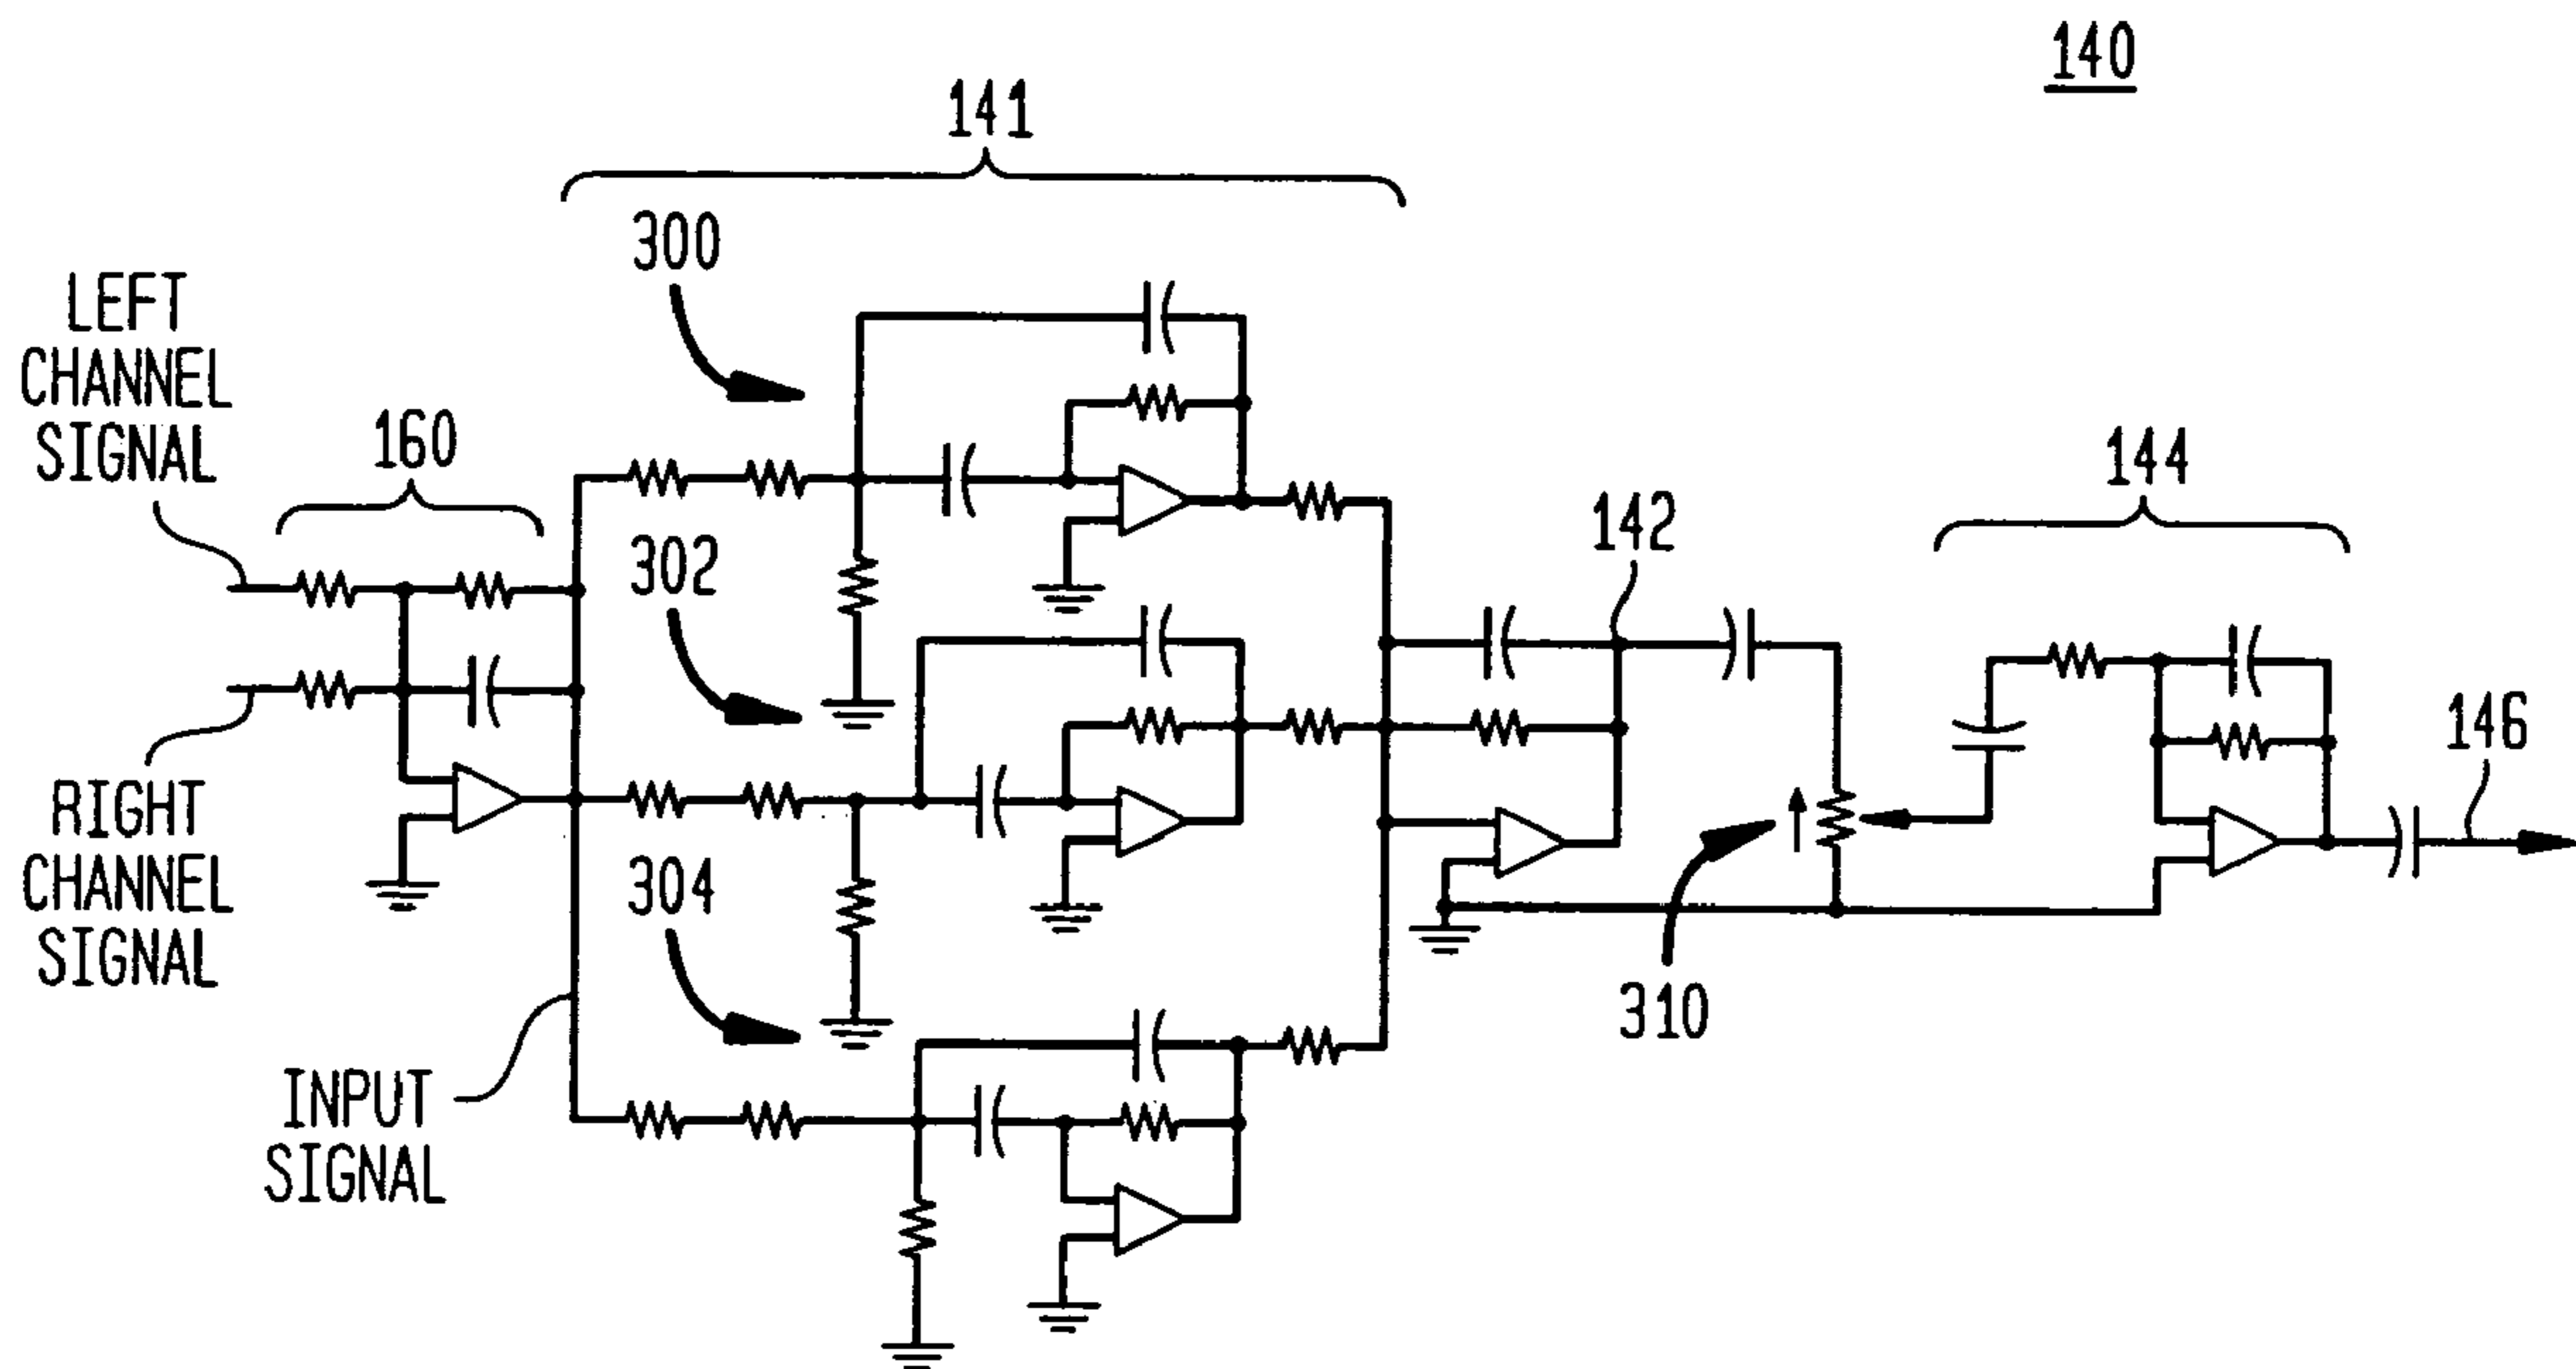 140
141
300
LEFT
CHANNEL
SIGNAL
160
144
142
302
146
RIGHT
CHANNEL
SIGNAL
304
310
INPUT
SIGNAL